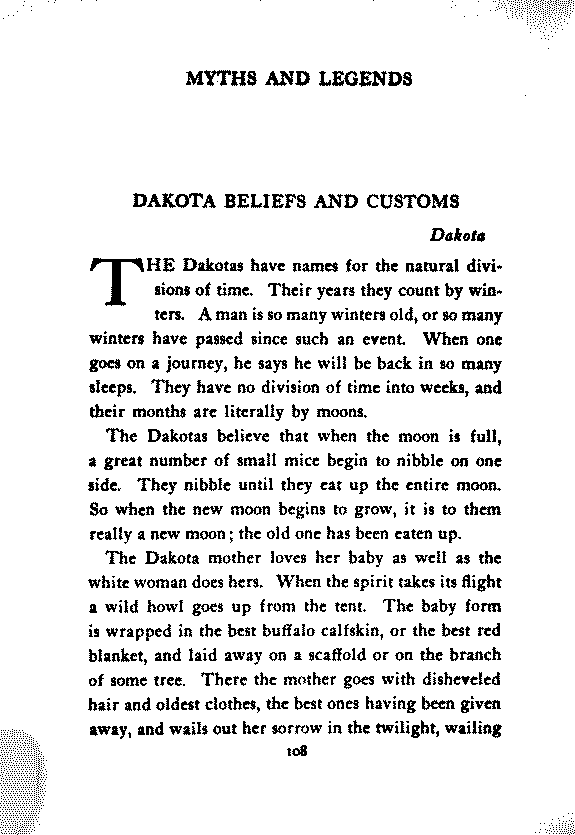 MYTHS AND LEGENDS
DAKOTA BELIEFS AND CUSTOMS
Dakota
THE Dakotas have names for the natural divi-
sions of time. Their years they count by win-
ters. A man is so many winters old, or so many
winters have passed since such an event. When one
goes on a journey, he says he will be back in so many
sleeps. They have no division of time into weeks, and
their months are literally by moons.
The Dakotas believe that when the moon is full,
a great number of small mice begin to nibble on one
side. They nibble until they eat up the entire moon.
So when the new moon begins to grow, it is to them
really a new moon; the old one has been eaten up.
The Dakota mother loves her baby as well as the
white woman does hers. When the spirit takes its flight
a wild howl goes up from the tent. The baby form
is wrapped in the best buffalo calfskin, or the best red
blanket, and laid away on a scaffold or on the branch
of some tree. There the mother goes with disheveled
hair and oldest clothes, the best ones having been given
away, and wails out her sorrow in the twilight, wailing
108